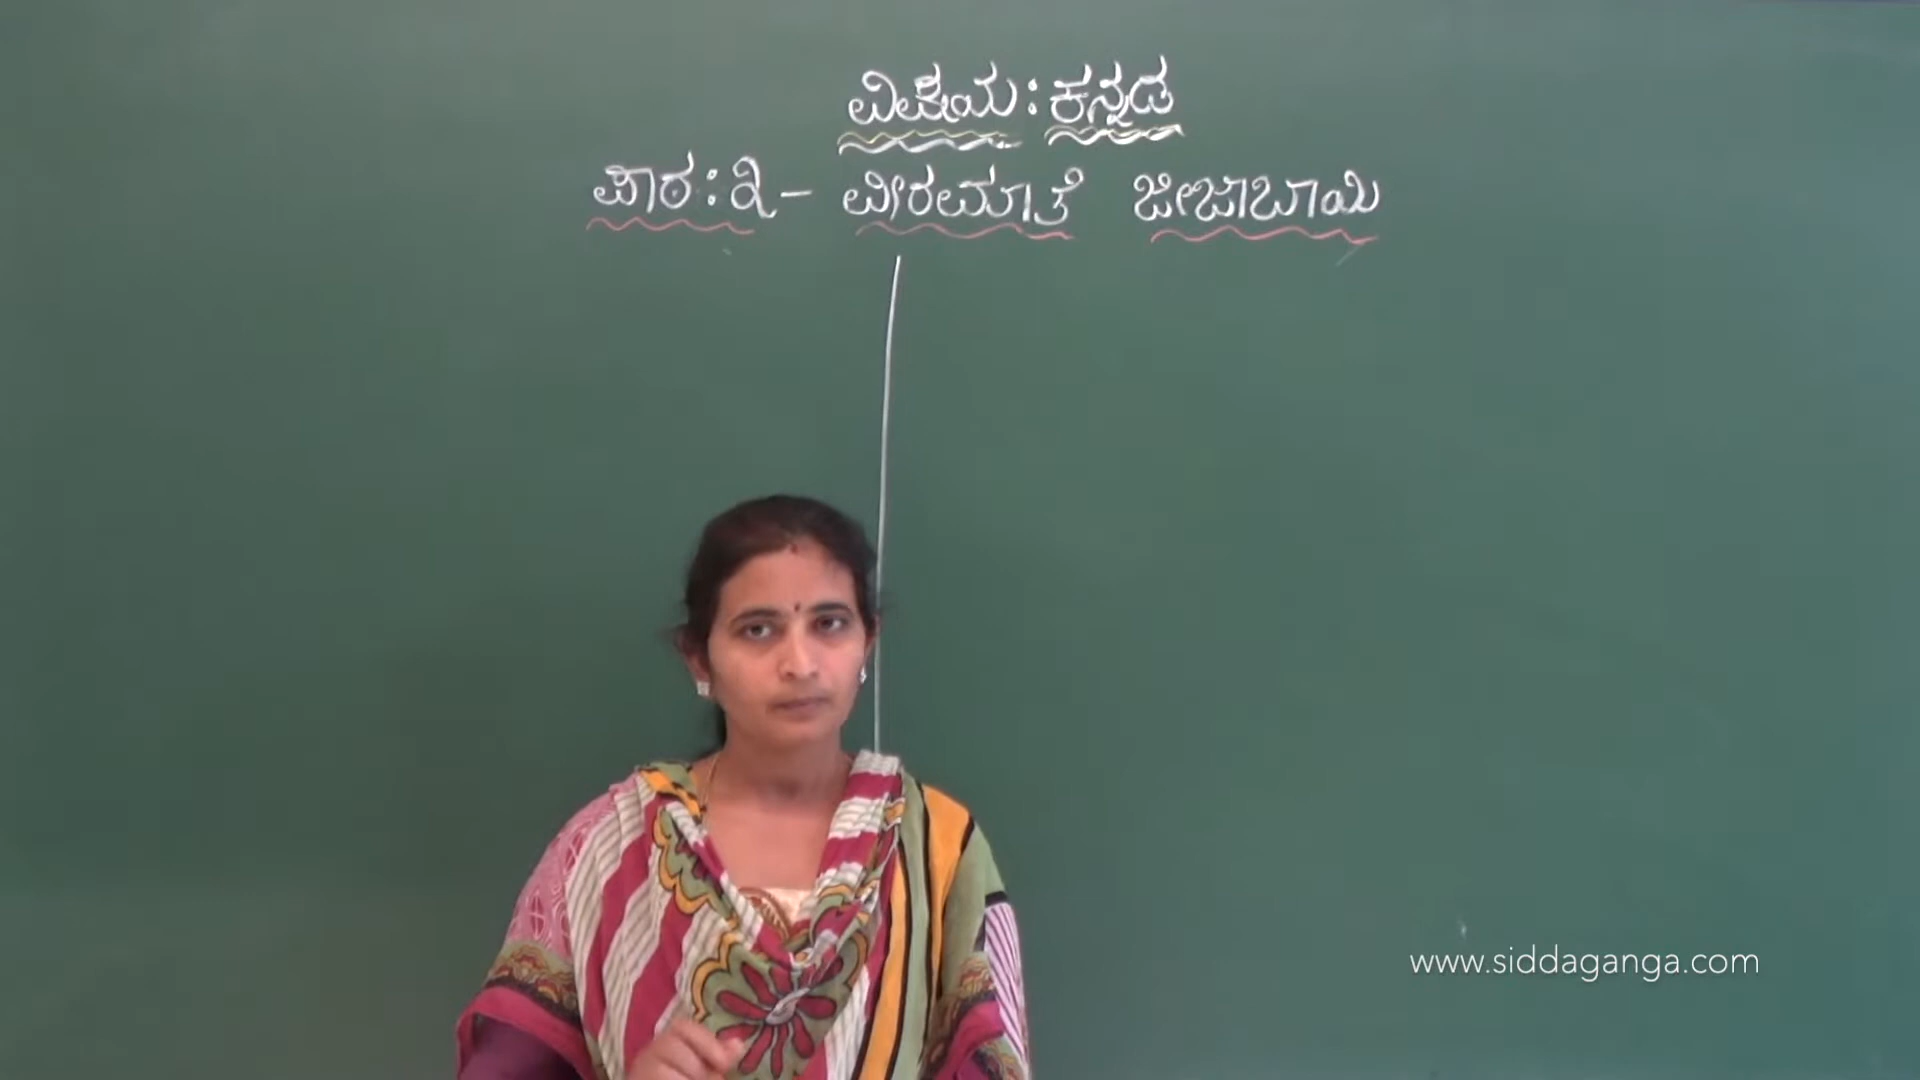 ವಿಷಯ : ಕನ್ನಡ
ಪಾಠ : ೩ - ವೀರಮಾತೆ ಜೀಜಾಬಾಯಿ
www.siddaganga.com